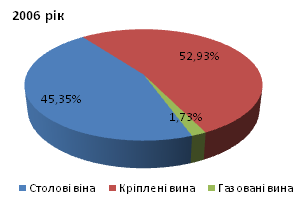 2006 рік
52,93%
45,35%
1,73%
Столові віна Кріплені вина Газовані вина